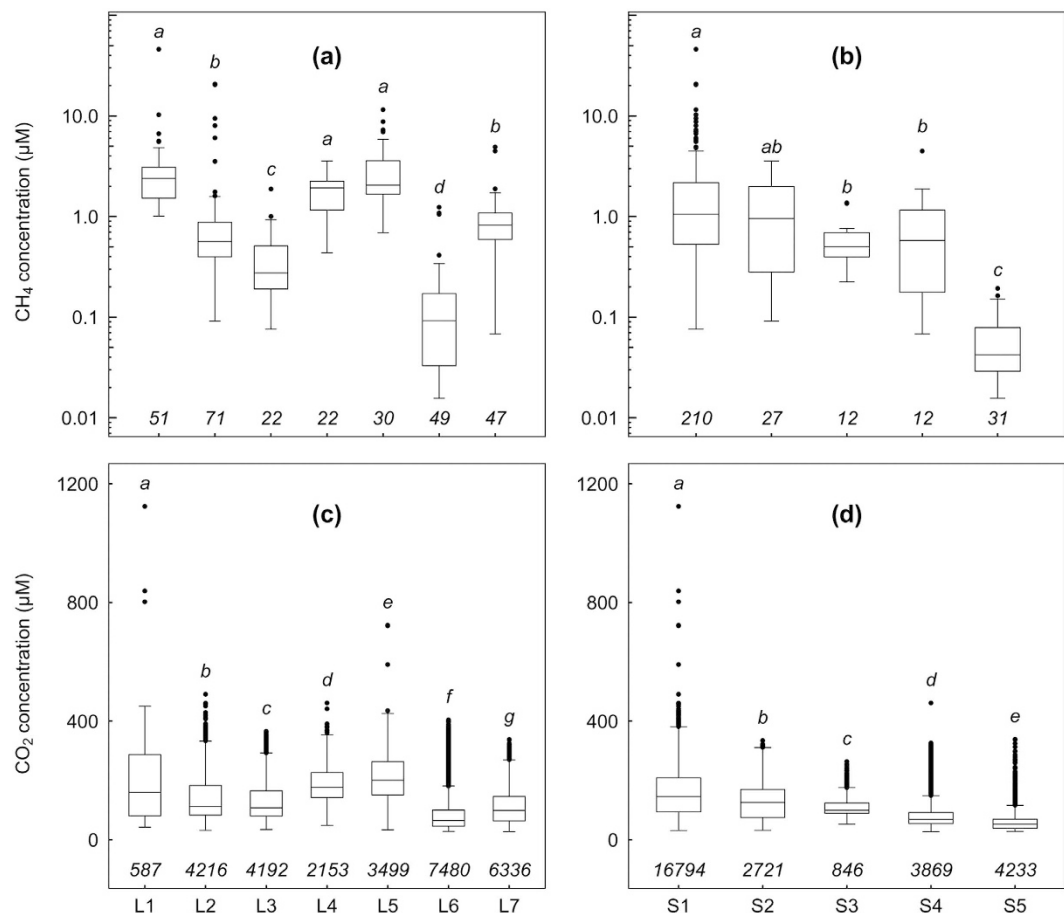 (a)
(b)
CH₄ concentration (µM)
10.0
1.0
0.1
0.01
a
b
c
a
a
d
b
51
71
22
22
30
49
47
a
ab
b
b
c
210
27
12
12
31
(c)
(d)
CO₂ concentration (µM)
1200
800
400
0
a
b
c
d
e
f
g
587
4216
4192
2153
3499
7480
6336
L1
L2
L3
L4
L5
L6
L7
a
b
c
d
e
16794
2721
846
3869
4233
S1
S2
S3
S4
S5